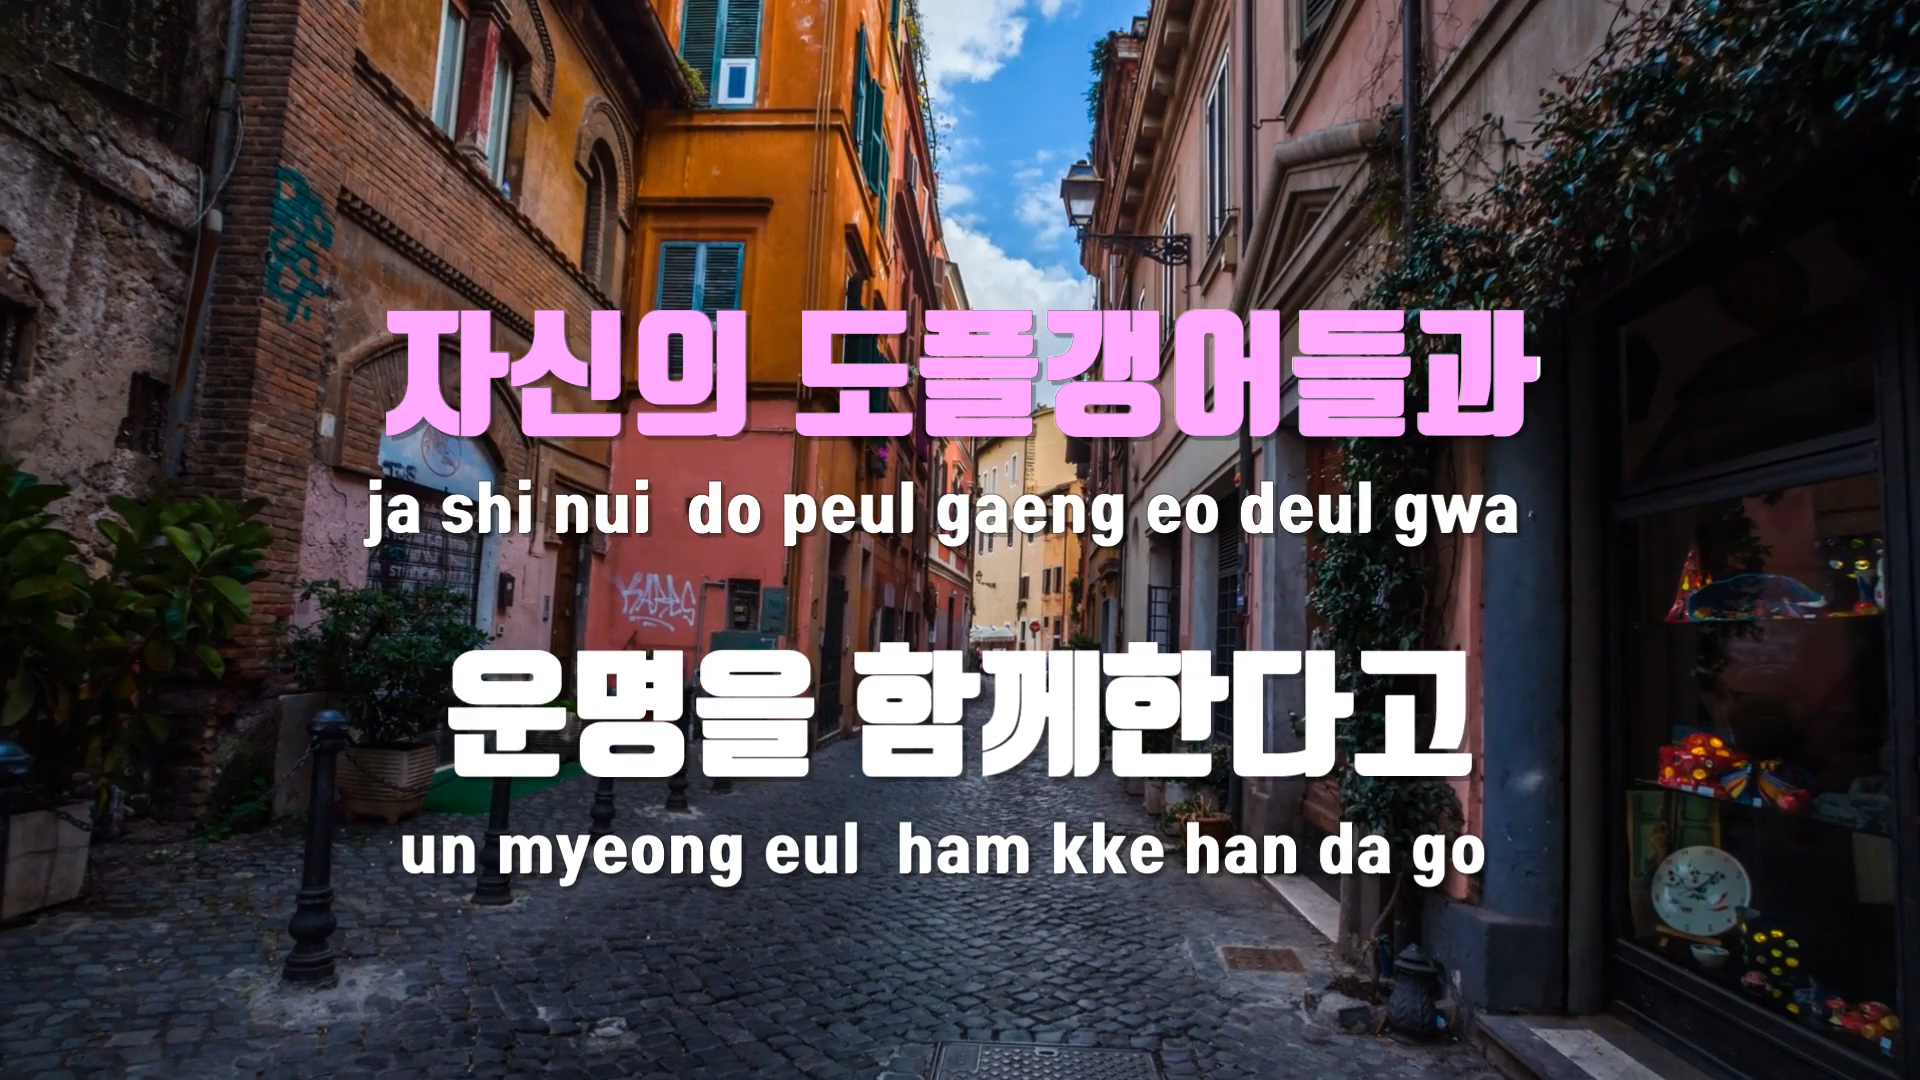 자신의 도플갱어들과
ja shi nui do peul gaeng eo deul gwa
운명을 함께한다고
un myeong eul ham kke han da go